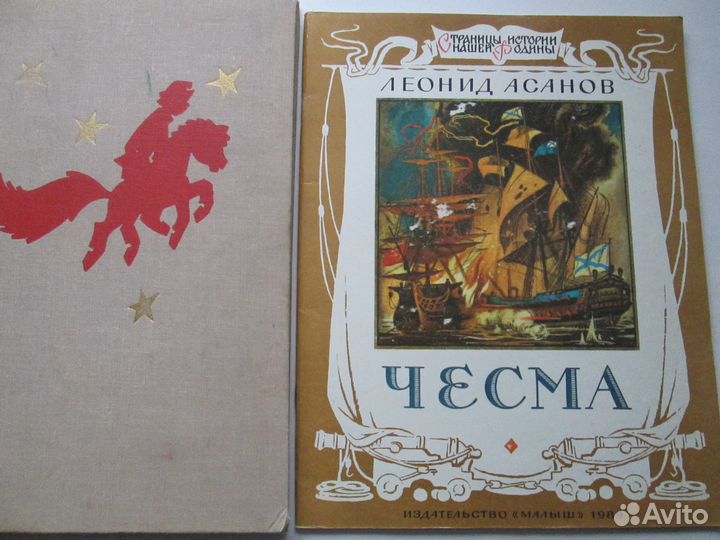 Страницы истории
нашей Родины
ЛЕОНИД АСАНОВ
ЧЕСМА
ИЗДАТЕЛЬСТВО «МАЛЫШ»
Avito